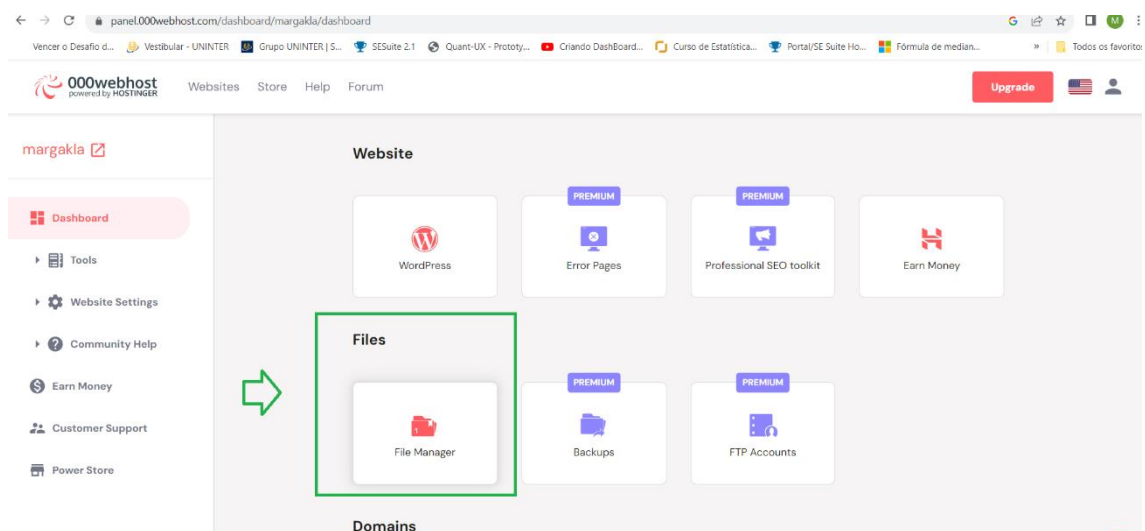 panel.000webhost.com/dashboard/margakla/dashboard
G
M
Vencer o Desafio d...
Vestibular - UNINTER
Grupo UNINTER | S...
SESuite 2.1
Quant-UX - Prototy...
Criando DashBoard...
Curso de Estatística...
Portal/SE Suite Ho...
Fórmula de median...
»
Todos os favoritos
000webhost
powered by HOSTINGER
Websites
Store
Help
Forum
Upgrade
margakla
Dashboard
Tools
Website Settings
Community Help
Earn Money
Customer Support
Power Store
Website
PREMIUM
PREMIUM
WordPress
Error Pages
Professional SEO toolkit
Earn Money
Files
PREMIUM
PREMIUM
File Manager
Backups
FTP Accounts
Domains